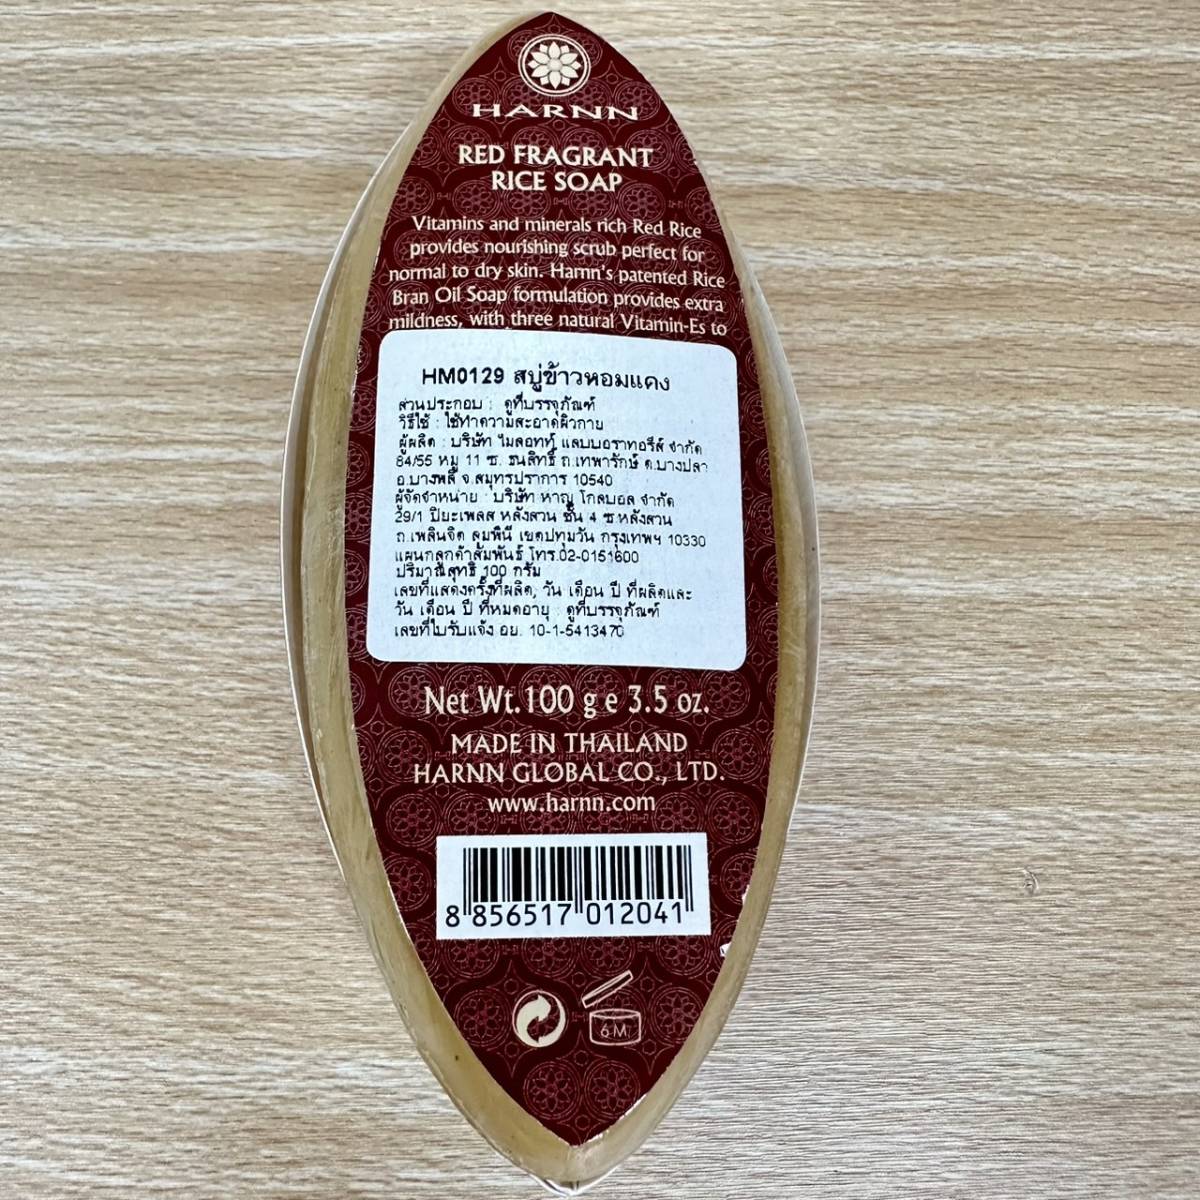 HARNN
RED FRAGRANT
RICE SOAP
Vitamins and minerals rich Red Rice
provides nourishing scrub perfect for
normal to dry skin. Harnn's patented Rice
Bran Oil Soap formulation provides extra
mildness, with three natural Vitamin-Es to
HM0129 สบู่ข้าวหอมแดง
ส่วนประกอบ : ดูที่บรรจุภัณฑ์
วิธีใช้ : ใช้ทำความสะอาดผิวกาย
ผู้ผลิต : บริษัท ไมลอทท์ แลบบอราทอรีส์ จำกัด
84/55 หมู่ 11 ซ. ธนสิทธิ์ ถ.เทพารักษ์ ต.บางปลา
อ.บางพลี จ.สมุทรปราการ 10540
ผู้จัดจำหน่าย : บริษัท หาญ โกลบอล จำกัด
29/1 ปิยะเพลส หลังสวน ชั้น 4 ซ.หลังสวน
ถ.เพลินจิต ลุมพินี เขตปทุมวัน กรุงเทพฯ 10330
แผนกลูกค้าสัมพันธ์ โทร.02-0151600
ปริมาณสุทธิ 100 กรัม
เลขที่แสดงครั้งที่ผลิต, วัน เดือน ปี ที่ผลิตและ
วัน เดือน ปี ที่หมดอายุ : ดูที่บรรจุภัณฑ์
เลขที่ใบรับแจ้ง อย. 10-1-5413470
Net Wt.100 g e 3.5 oz.
MADE IN THAILAND
HARNN GLOBAL CO., LTD.
www.harnn.com
8 856517 012041
6 M